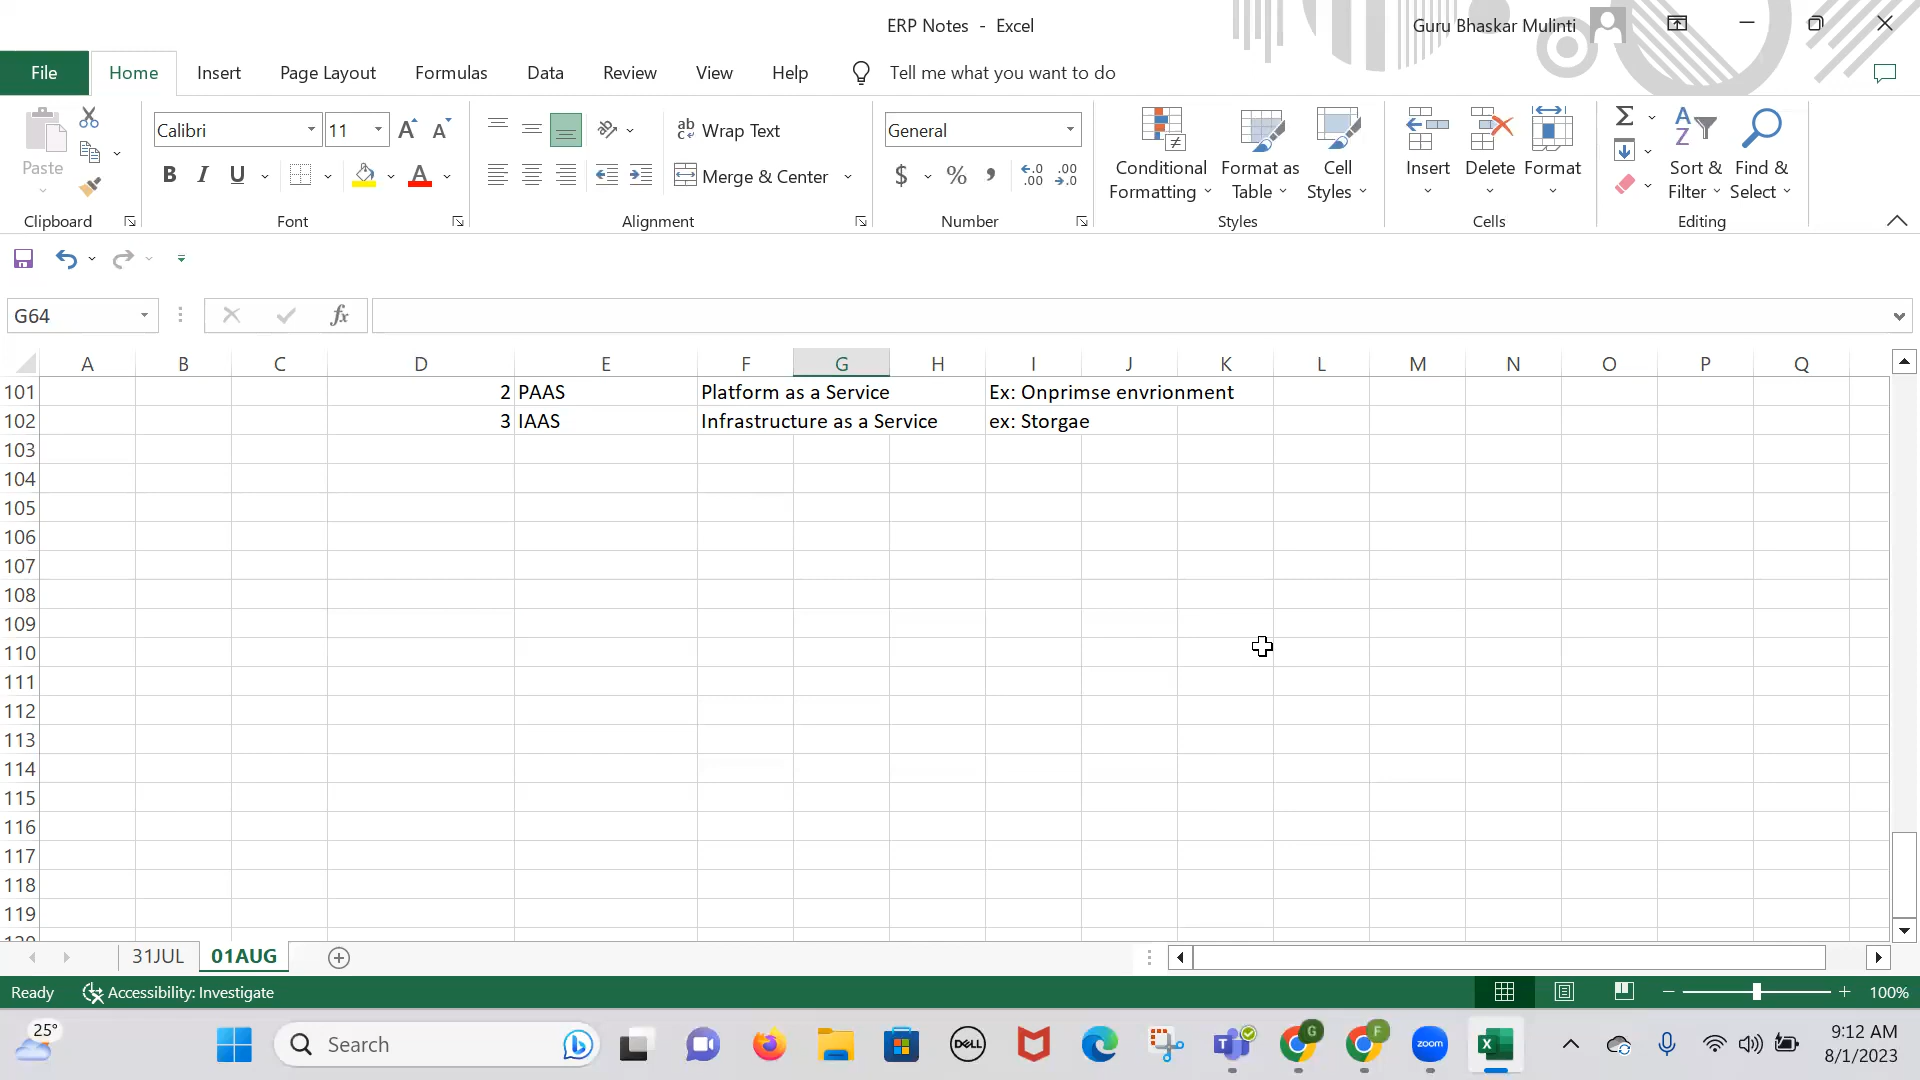 ERP Notes - Excel
Guru Bhaskar Mulinti
File Home Insert Page Layout Formulas Data Review View Help Tell me what you want to do
Calibri 11 ab Wrap Text General
Paste B I U Merge & Center $ % , .00 .00
Conditional Formatting Format as Table Cell Styles Insert Delete Format Sort & Filter Find & Select
Clipboard Font Alignment Number Styles Cells Editing
G64 fx
A B C D E F G H I J K L M N O P Q
101 2 PAAS Platform as a Service Ex: Onprimse envrionment
102 3 IAAS Infrastructure as a Service ex: Storgae
103
104
105
106
107
108
109
110
111
112
113
114
115
116
117
118
119
31JUL 01AUG
Ready Accessibility: Investigate 100%
25° Search DELL zoom 9:12 AM
8/1/2023